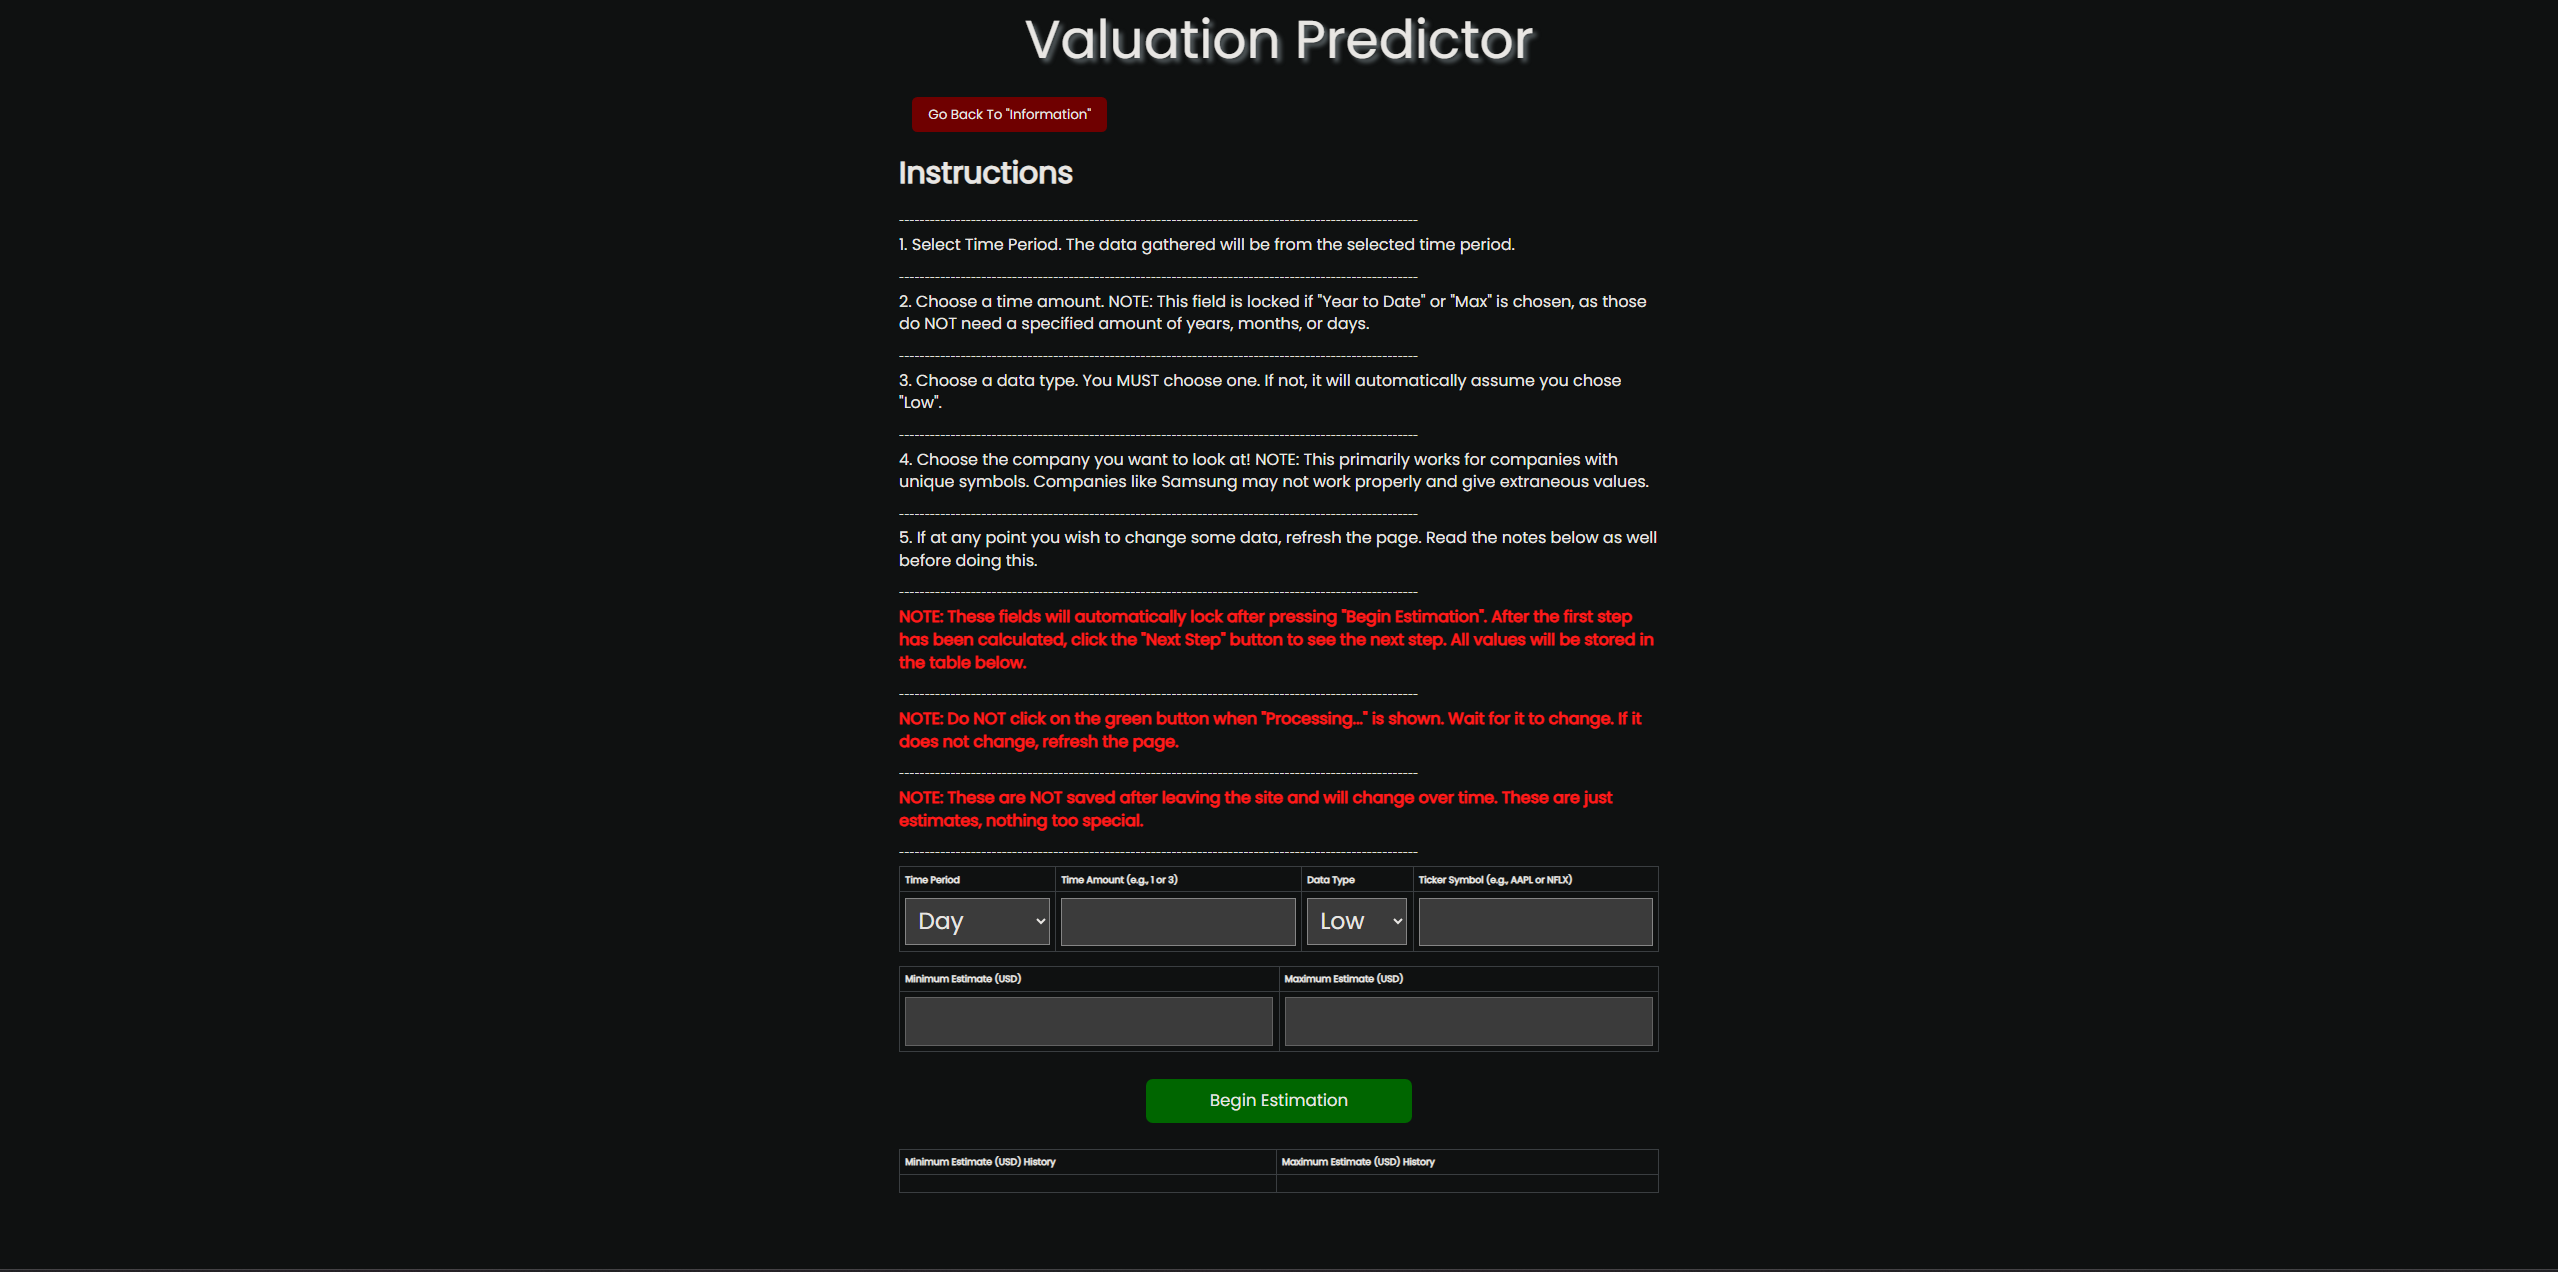 Valuation Predictor
Go Back To "Information"
Instructions
--------------------------------------------------------------------------------------------------------
1. Select Time Period. The data gathered will be from the selected time period.
--------------------------------------------------------------------------------------------------------
2. Choose a time amount. NOTE: This field is locked if "Year to Date" or "Max" is chosen, as those
do NOT need a specified amount of years, months, or days.
--------------------------------------------------------------------------------------------------------
3. Choose a data type. You MUST choose one. If not, it will automatically assume you chose
"Low".
--------------------------------------------------------------------------------------------------------
4. Choose the company you want to look at! NOTE: This primarily works for companies with
unique symbols. Companies like Samsung may not work properly and give extraneous values.
--------------------------------------------------------------------------------------------------------
5. If at any point you wish to change some data, refresh the page. Read the notes below as well
before doing this.
--------------------------------------------------------------------------------------------------------
NOTE: These fields will automatically lock after pressing "Begin Estimation". After the first step
has been calculated, click the "Next Step" button to see the next step. All values will be stored in
the table below.
--------------------------------------------------------------------------------------------------------
NOTE: Do NOT click on the green button when "Processing..." is shown. Wait for it to change. If it
does not change, refresh the page.
--------------------------------------------------------------------------------------------------------
NOTE: These are NOT saved after leaving the site and will change over time. These are just
estimates, nothing too special.
--------------------------------------------------------------------------------------------------------
Time Period Time Amount (e.g., 1 or 3) Data Type Ticker Symbol (e.g., AAPL or NFLX)
Day Low
Minimum Estimate (USD) Maximum Estimate (USD)
Begin Estimation
Minimum Estimate (USD) History Maximum Estimate (USD) History